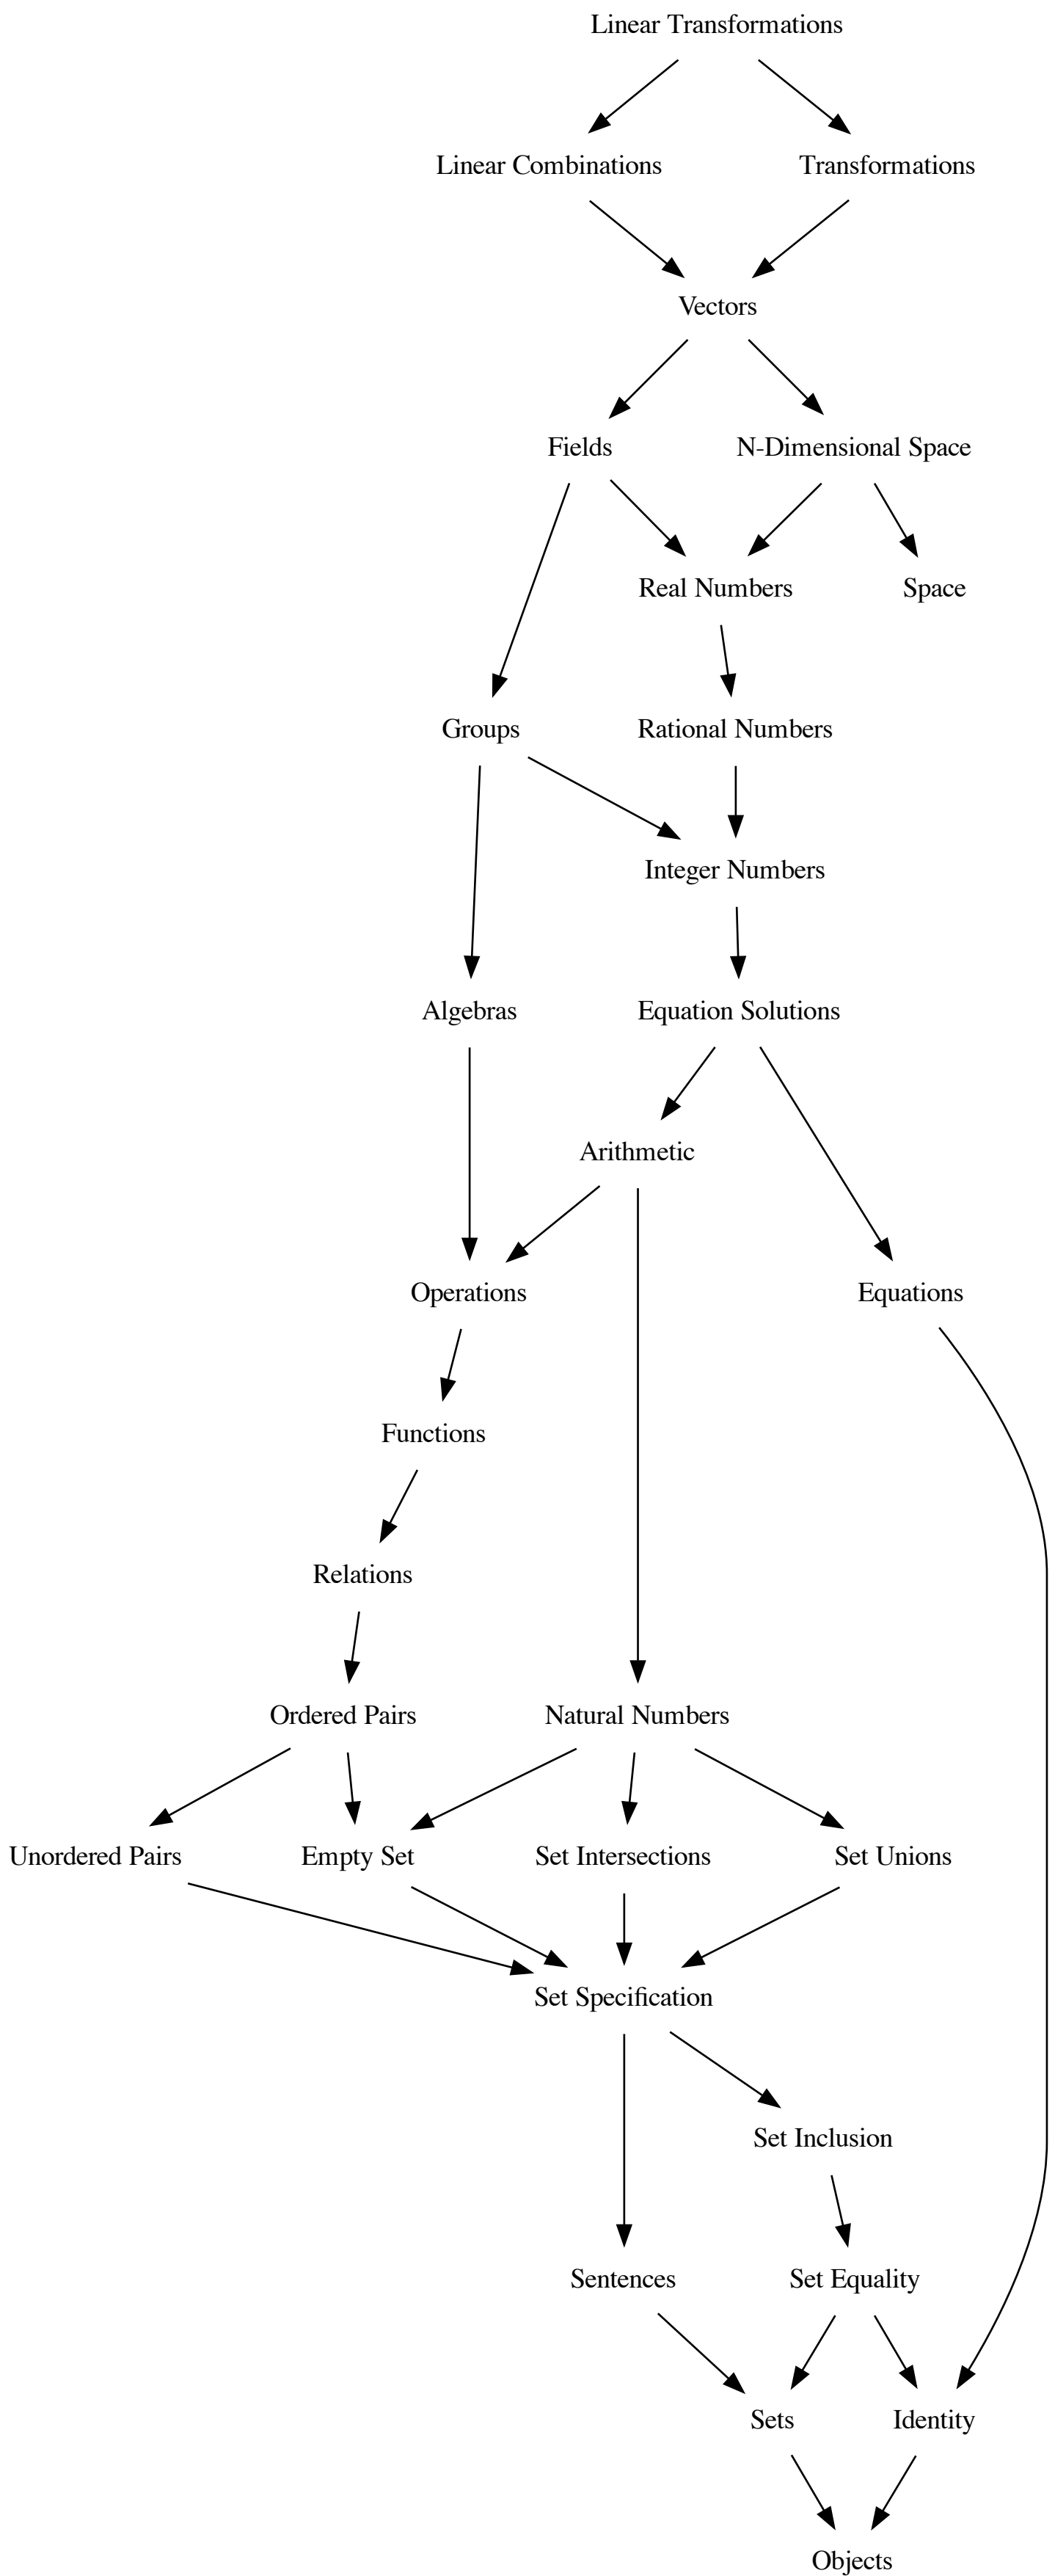 Linear Transformations
Linear Combinations
Transformations
Vectors
Fields
N-Dimensional Space
Real Numbers
Space
Groups
Rational Numbers
Integer Numbers
Algebras
Equation Solutions
Arithmetic
Operations
Equations
Functions
Relations
Ordered Pairs
Natural Numbers
Unordered Pairs
Empty Set
Set Intersections
Set Unions
Set Specification
Set Inclusion
Sentences
Set Equality
Sets
Identity
Objects